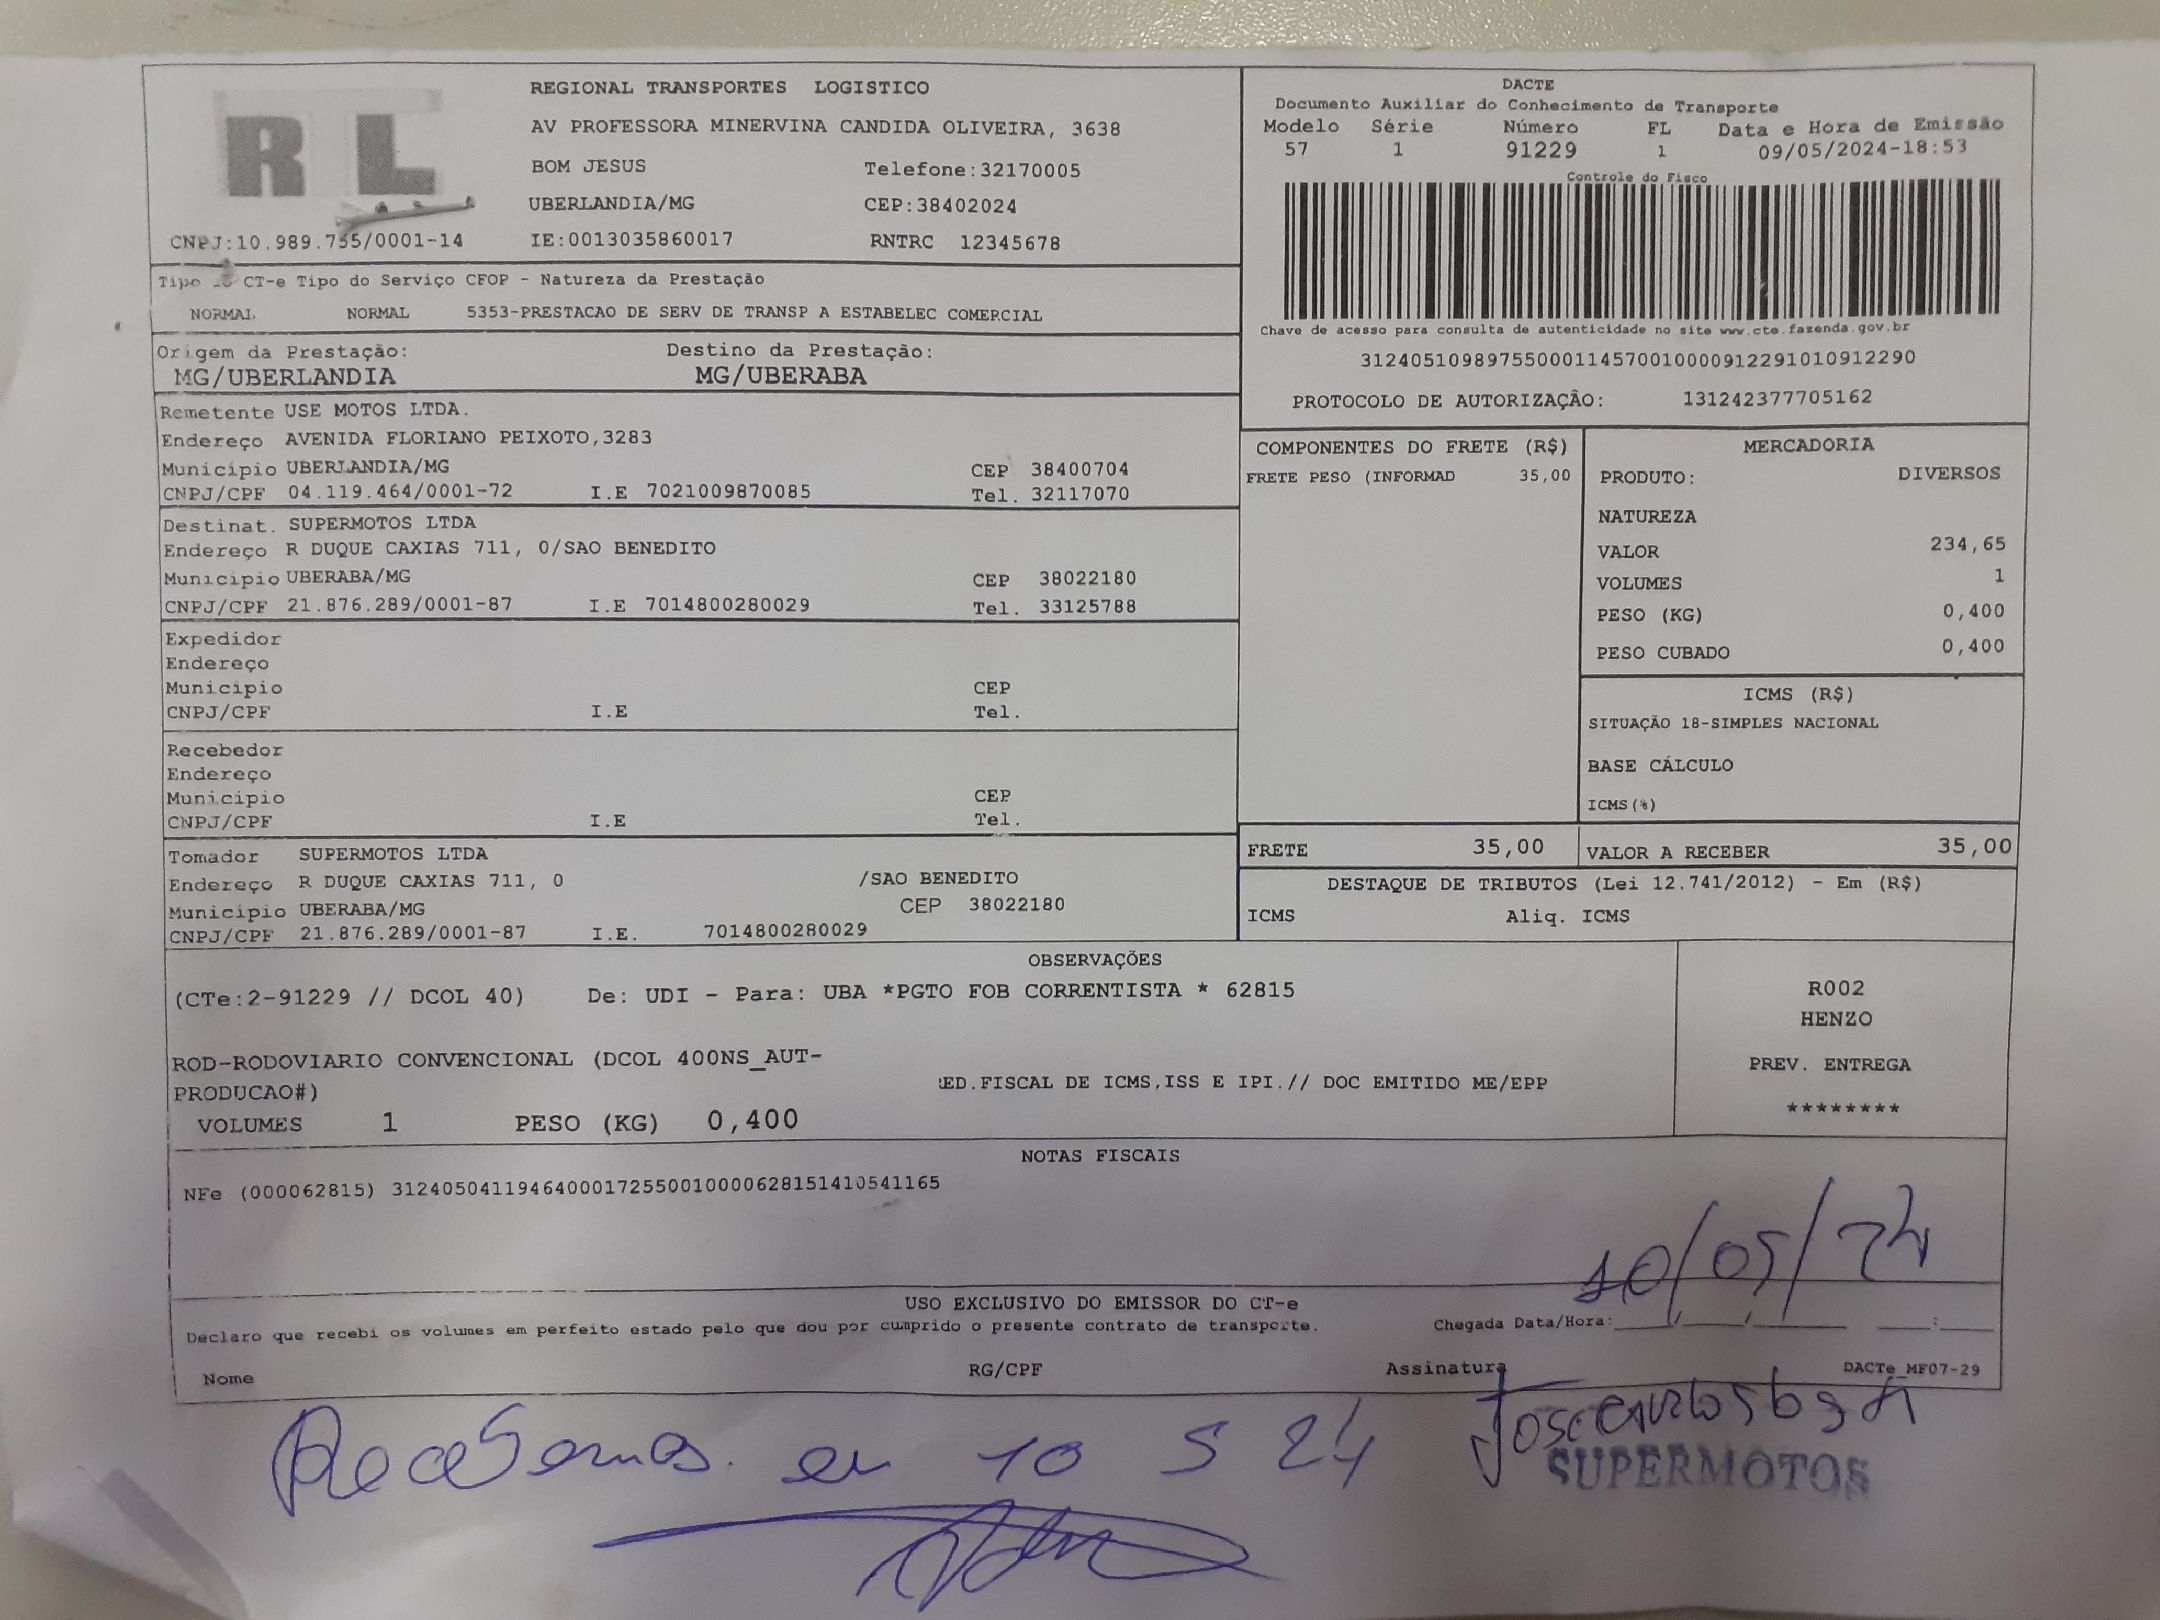 RL
REGIONAL TRANSPORTES LOGISTICO
AV PROFESSORA MINERVINA CANDIDA OLIVEIRA, 3638
BOM JESUS Telefone:32170005
UBERLANDIA/MG CEP:38402024
CNPJ:10.989.755/0001-14 IE:0013035860017 RNTRC 12345678
Tipo CT-e Tipo do Serviço CFOP - Natureza da Prestação
NORMAL NORMAL 5353-PRESTACAO DE SERV DE TRANSP A ESTABELEC COMERCIAL
Origem da Prestação: Destino da Prestação:
MG/UBERLANDIA MG/UBERABA
DACTE
Documento Auxiliar do Conhecimento de Transporte
Modelo Série Número FL Data e Hora de Emissão
57 1 91229 1 09/05/2024-18:53
Controle do Fisco
Chave de acesso para consulta de autenticidade no site www.cte.fazenda.gov.br
31240510989755000114570010000912291010912290
PROTOCOLO DE AUTORIZAÇÃO: 131242377705162
Remetente USE MOTOS LTDA.
Endereço AVENIDA FLORIANO PEIXOTO,3283
Município UBERLANDIA/MG CEP 38400704
CNPJ/CPF 04.119.464/0001-72 I.E 7021009870085 Tel. 32117070
Destinat. SUPERMOTOS LTDA
Endereço R DUQUE CAXIAS 711, 0/SAO BENEDITO
Município UBERABA/MG CEP 38022180
CNPJ/CPF 21.876.289/0001-87 I.E 7014800280029 Tel. 33125788
Expedidor
Endereço
Município CEP
CNPJ/CPF I.E Tel.
Recebedor
Endereço
Município CEP
CNPJ/CPF I.E Tel.
Tomador SUPERMOTOS LTDA
Endereço R DUQUE CAXIAS 711, 0 /SAO BENEDITO
Município UBERABA/MG CEP 38022180
CNPJ/CPF 21.876.289/0001-87 I.E. 7014800280029
COMPONENTES DO FRETE (R$)
FRETE PESO (INFORMAD 35,00
MERCADORIA
PRODUTO: DIVERSOS
NATUREZA
VALOR 234,65
VOLUMES 1
PESO (KG) 0,400
PESO CUBADO 0,400
ICMS (R$)
SITUAÇÃO 18-SIMPLES NACIONAL
BASE CÁLCULO
ICMS(%)
FRETE 35,00 VALOR A RECEBER 35,00
DESTAQUE DE TRIBUTOS (Lei 12.741/2012) - Em (R$)
ICMS Aliq. ICMS
OBSERVAÇÕES
(CTe:2-91229 // DCOL 40) De: UDI - Para: UBA *PGTO FOB CORRENTISTA * 62815
ROD-RODOVIARIO CONVENCIONAL (DCOL 400NS_AUT-
PRODUCAO#) ED.FISCAL DE ICMS,ISS E IPI.// DOC EMITIDO ME/EPP
VOLUMES 1 PESO (KG) 0,400
R002
HENZO
PREV. ENTREGA
********
NOTAS FISCAIS
NFe (000062815) 31240504119464000172550010000628151410541165
10/05/24
USO EXCLUSIVO DO EMISSOR DO CT-e
Declaro que recebi os volumes em perfeito estado pelo que dou por cumprido o presente contrato de transporte. Chegada Data/Hora:____/____/____ __:__
Nome RG/CPF Assinatura DACTe_MF07-29
Recebemos. em 10 5 24
SUPERMOTOS